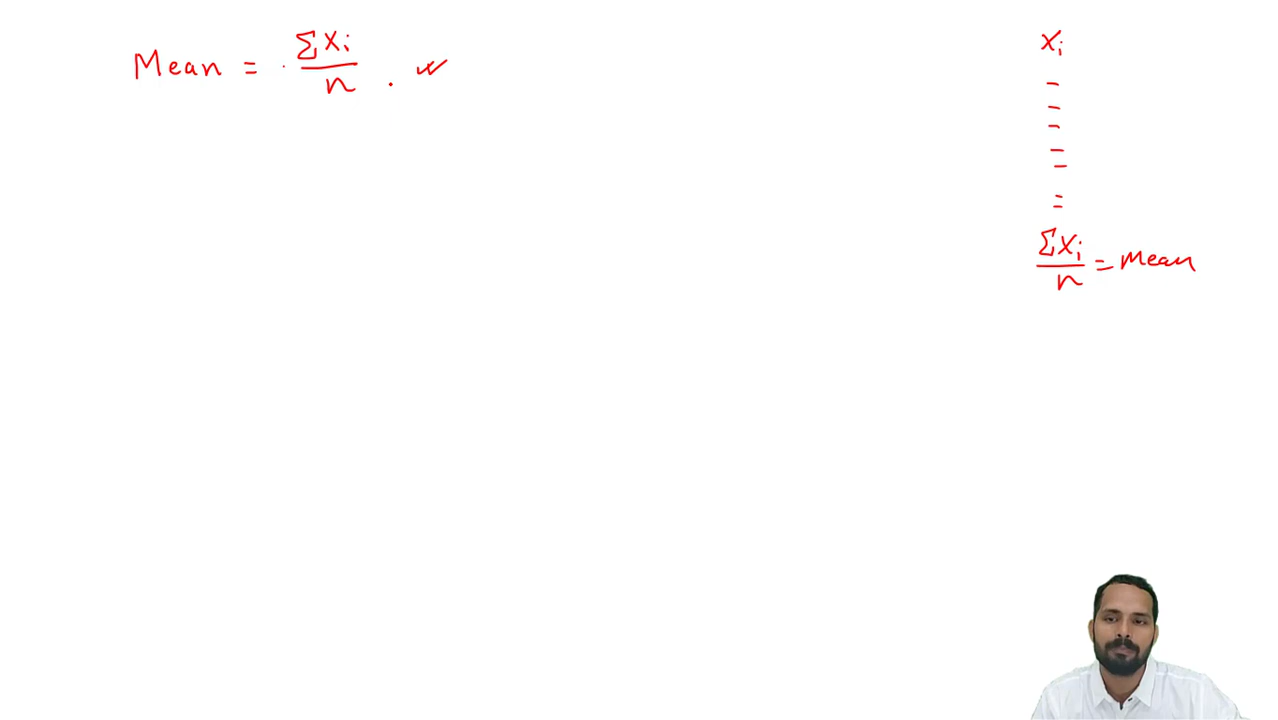 Mean = Σxi / n . ✓✓
xi
-
-
-
-
-
=
Σxi / n = Mean